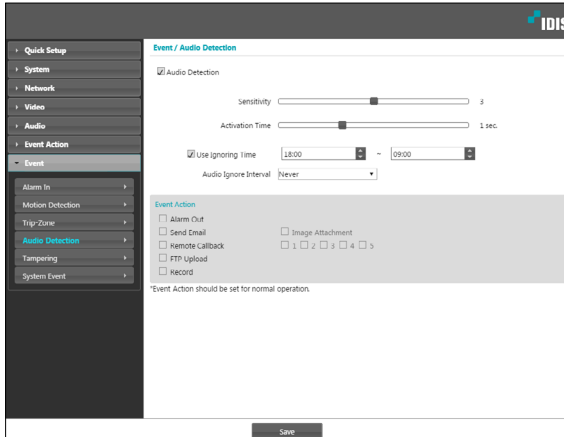 IDIS
Quick Setup
System
Network
Video
Audio
Event Action
Event
Alarm In
Motion Detection
Trip-Zone
Audio Detection
Tampering
System Event
Event / Audio Detection
Audio Detection
Sensitivity 3
Activation Time 1 sec.
Use Ignoring Time 18:00 ~ 09:00
Audio Ignore Interval Never
Event Action
Alarm Out
Send Email Image Attachment
Remote Callback 1 2 3 4 5
FTP Upload
Record
*Event Action should be set for normal operation.
Save